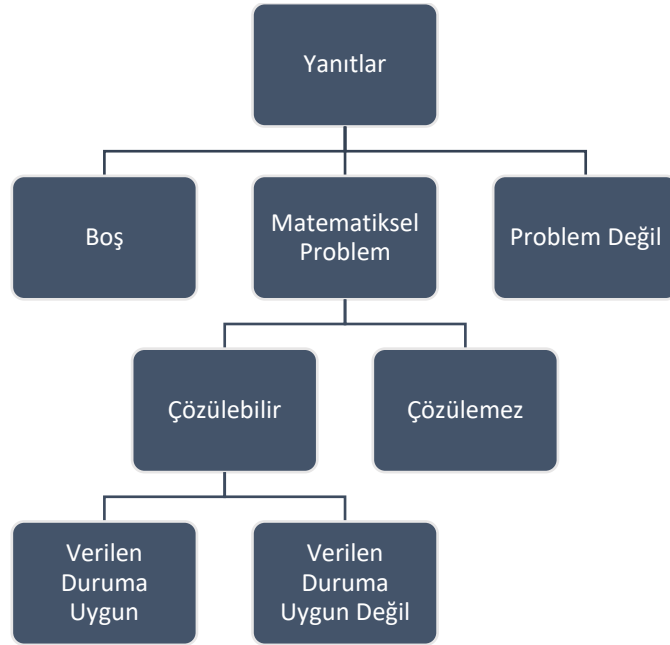 Yanıtlar
Boş
Matematiksel
Problem
Problem Değil
Çözülebilir
Çözülemez
Verilen
Duruma
Uygun
Verilen
Duruma
Uygun Değil